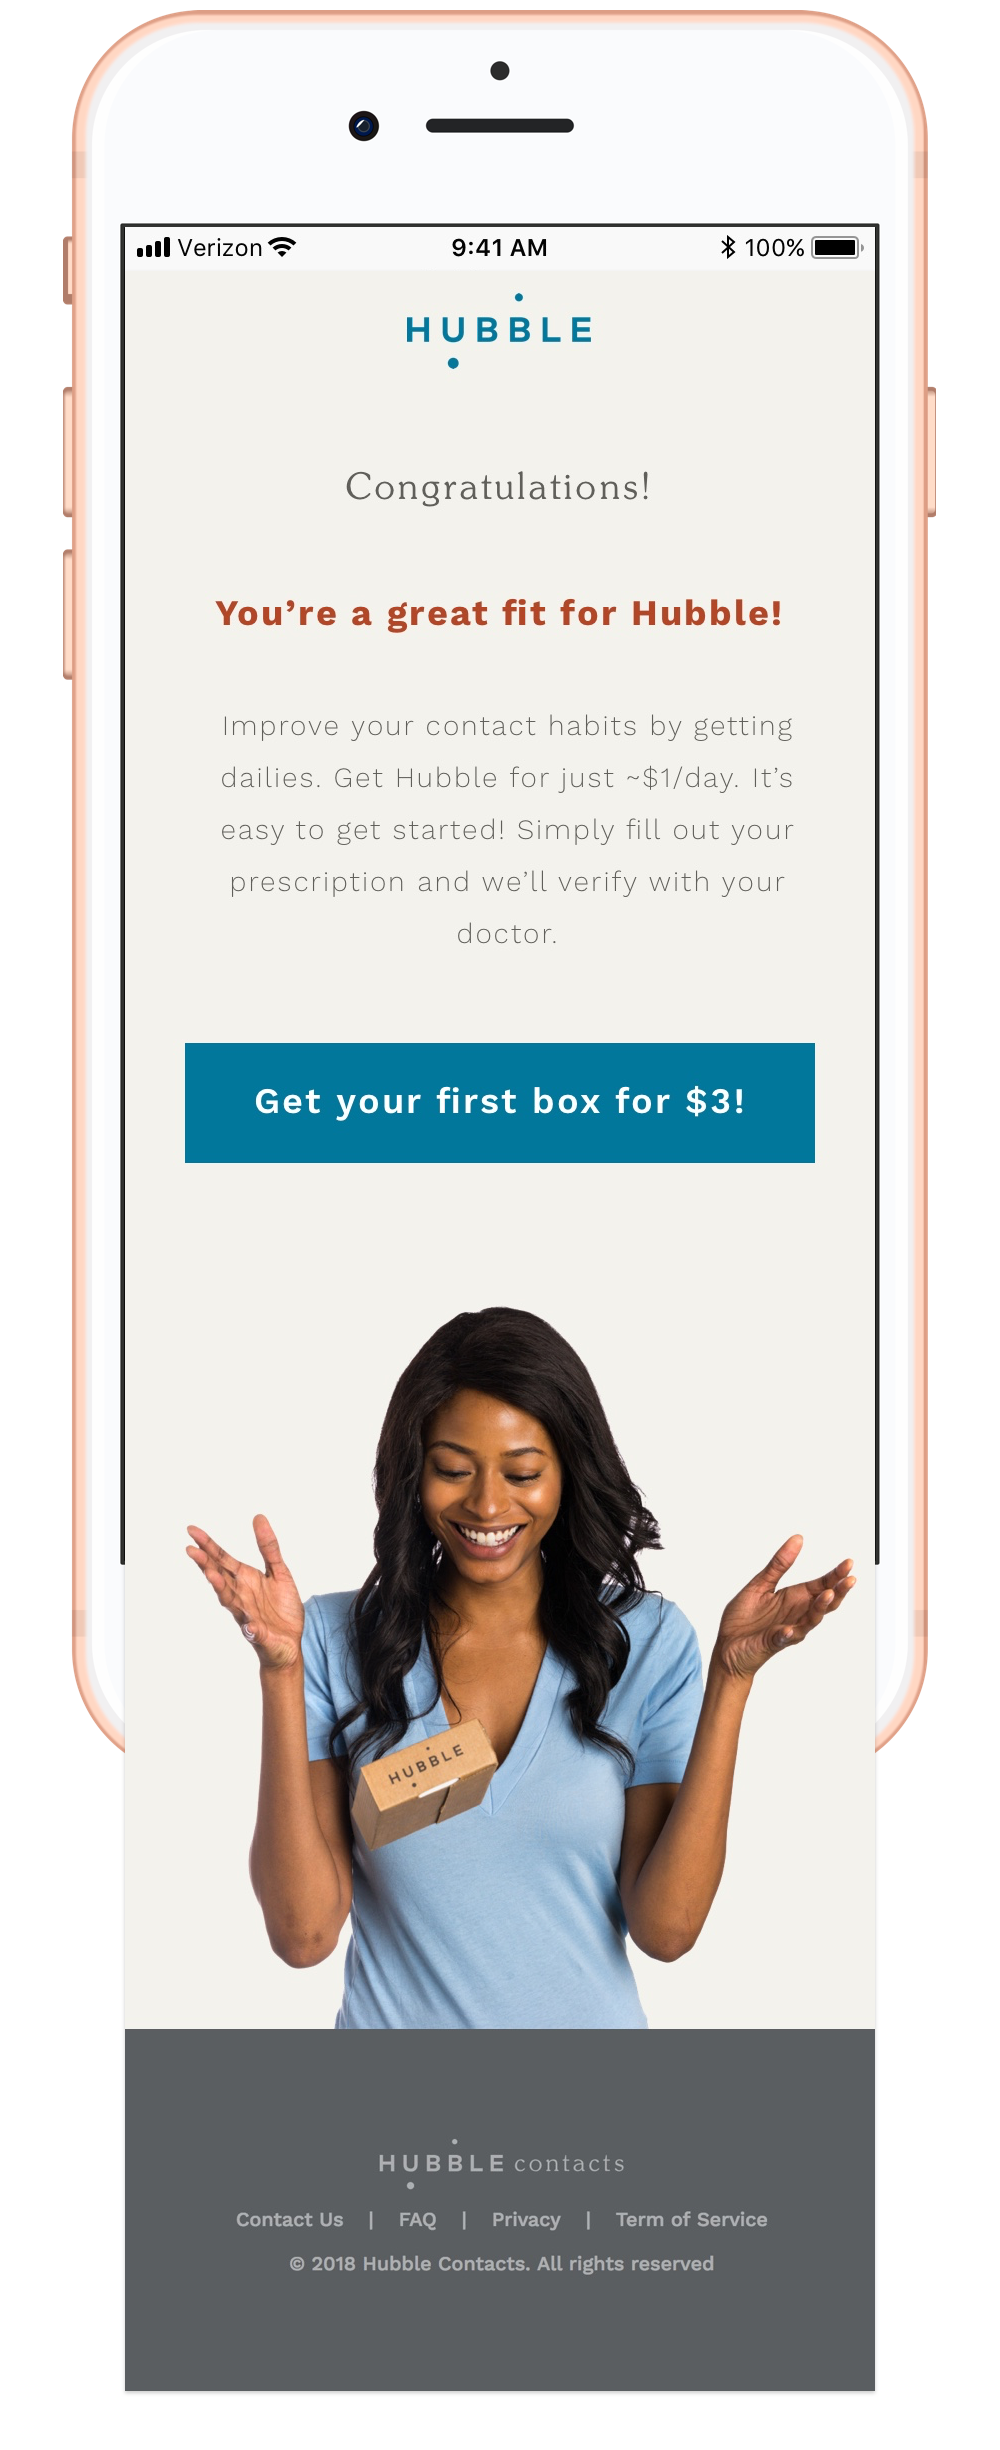 Verizon 9:41 AM 100%
HUBBLE
Congratulations!
You’re a great fit for Hubble!
Improve your contact habits by getting
dailies. Get Hubble for just ~$1/day. It’s
easy to get started! Simply fill out your
prescription and we’ll verify with your
doctor.
Get your first box for $3!
HUBBLE
HUBBLE contacts
Contact Us | FAQ | Privacy | Term of Service
© 2018 Hubble Contacts. All rights reserved